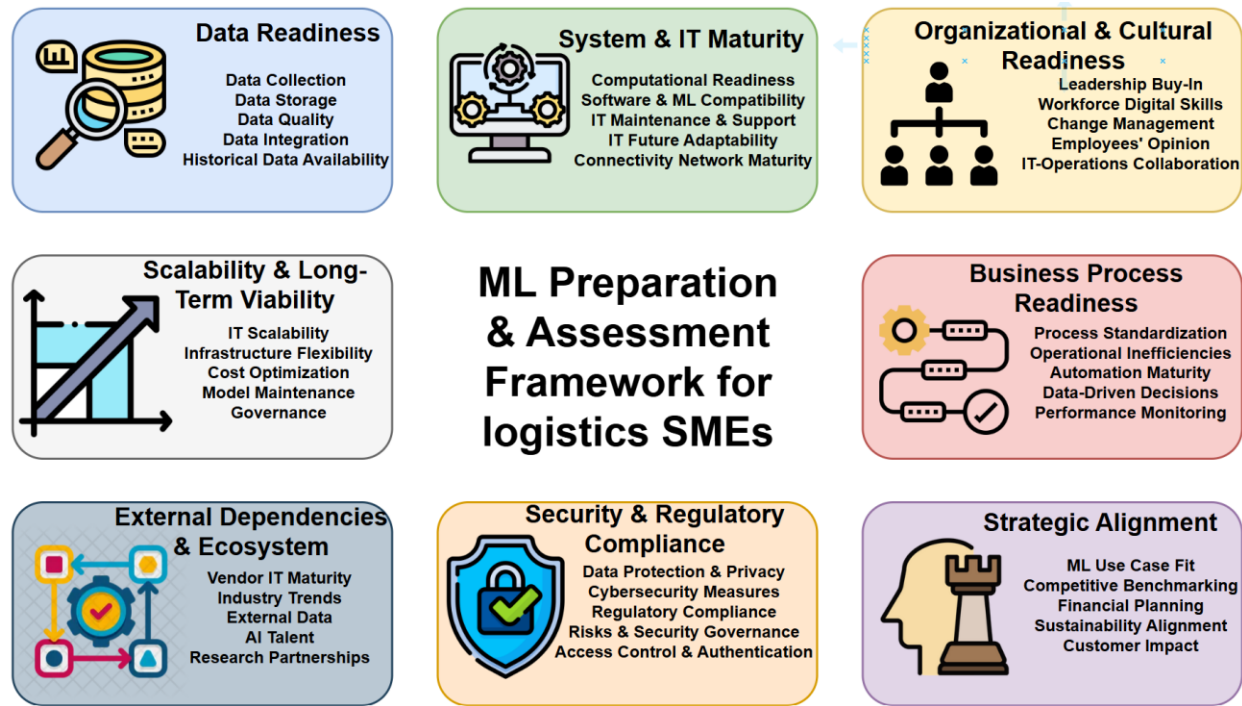 Data Readiness
Data Collection
Data Storage
Data Quality
Data Integration
Historical Data Availability
System & IT Maturity
Computational Readiness
Software & ML Compatibility
IT Maintenance & Support
IT Future Adaptability
Connectivity Network Maturity
Organizational & Cultural
Readiness
Leadership Buy-In
Workforce Digital Skills
Change Management
Employees' Opinion
IT-Operations Collaboration
Scalability & Long-
Term Viability
IT Scalability
Infrastructure Flexibility
Cost Optimization
Model Maintenance
Governance
ML Preparation
& Assessment
Framework for
logistics SMEs
Business Process
Readiness
Process Standardization
Operational Inefficiencies
Automation Maturity
Data-Driven Decisions
Performance Monitoring
External Dependencies
& Ecosystem
Vendor IT Maturity
Industry Trends
External Data
AI Talent
Research Partnerships
Security & Regulatory
Compliance
Data Protection & Privacy
Cybersecurity Measures
Regulatory Compliance
Risks & Security Governance
Access Control & Authentication
Strategic Alignment
ML Use Case Fit
Competitive Benchmarking
Financial Planning
Sustainability Alignment
Customer Impact